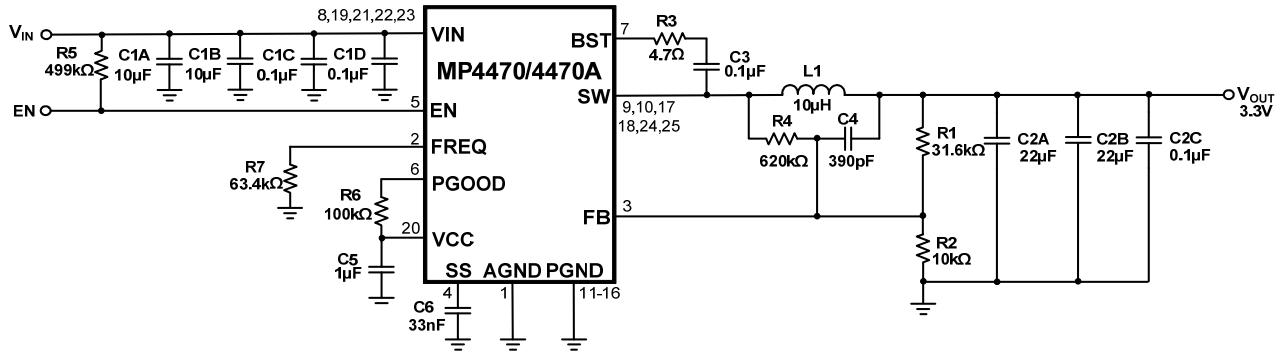 8,19,21,22,23
VIN
R5
499kΩ
C1A
10µF
C1B
10µF
C1C
0.1µF
C1D
0.1µF
VIN
BST
7
R3
4.7Ω
C3
0.1µF
MP4470/4470A
SW
9,10,17
18,24,25
L1
10µH
VOUT
3.3V
EN
5
EN
R4
620kΩ
C4
390pF
R1
31.6kΩ
C2A
22µF
C2B
22µF
C2C
0.1µF
2
FREQ
R7
63.4kΩ
6
PGOOD
R6
100kΩ
FB
3
20
VCC
R2
10kΩ
C5
1µF
SS
AGND
PGND
4
1
11-16
C6
33nF